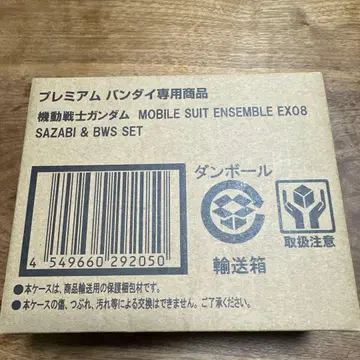 プレミアム バンダイ専用商品
機動戦士ガンダム MOBILE SUIT ENSEMBLE EX08
SAZABI & BWS SET
ダンボール
輸送箱
取扱注意
4 549660 292050
●本ケースは、商品輸送用の保護梱包材です。
●本ケースの傷、つぶれ、汚れ等による交換はできません。ご了承ください。